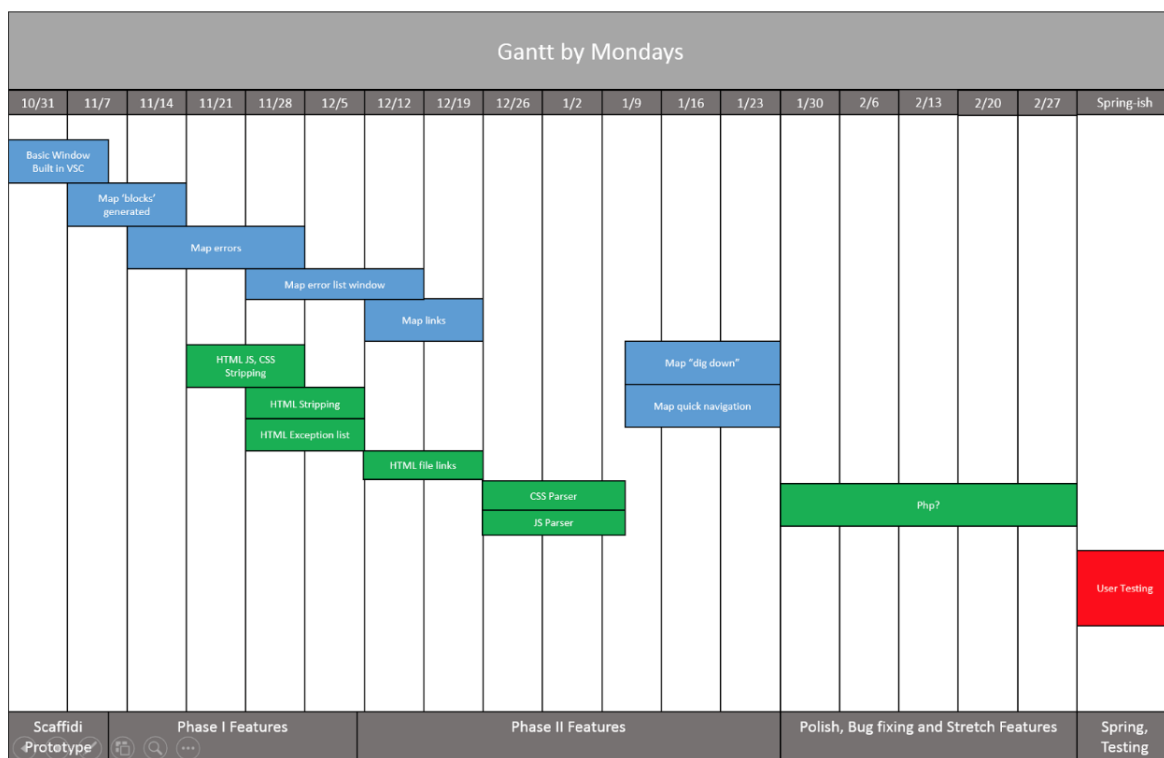 Gantt by Mondays
10/31 11/7 11/14 11/21 11/28 12/5 12/12 12/19 12/26 1/2 1/9 1/16 1/23 1/30 2/6 2/13 2/20 2/27 Spring-ish
Basic Window
Built in VSC
Map ‘blocks’
generated
Map errors
Map error list window
Map links
HTML JS, CSS
Stripping
Map “dig down”
HTML Stripping
Map quick navigation
HTML Exception list
HTML file links
CSS Parser
Php?
JS Parser
User Testing
Scaffidi
Prototype
Phase I Features
Phase II Features
Polish, Bug fixing and Stretch Features
Spring,
Testing